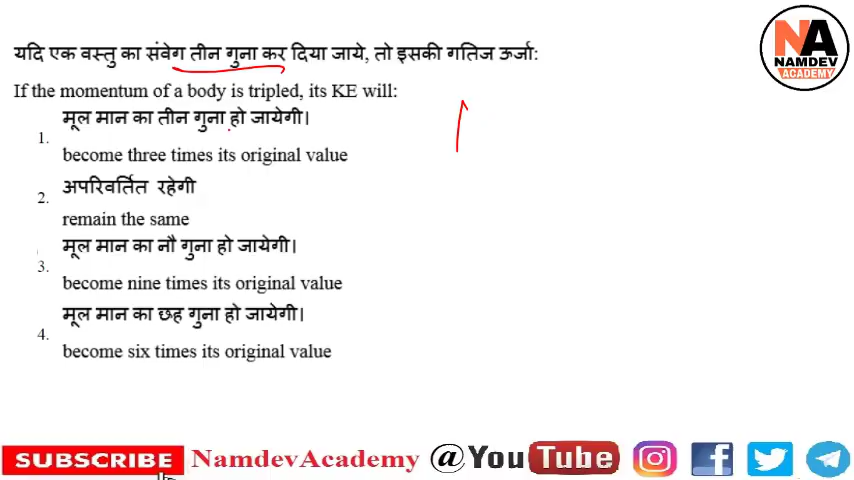 यदि एक वस्तु का संवेग तीन गुना कर दिया जाये, तो इसकी गतिज ऊर्जा:
If the momentum of a body is tripled, its KE will:
मूल मान का तीन गुना हो जायेगी।
1.
become three times its original value
अपरिवर्तित रहेगी
2.
remain the same
मूल मान का नौ गुना हो जायेगी।
3.
become nine times its original value
मूल मान का छह गुना हो जायेगी।
4.
become six times its original value
NA
NAMDEV
ACADEMY
SUBSCRIBE NamdevAcademy @YouTube